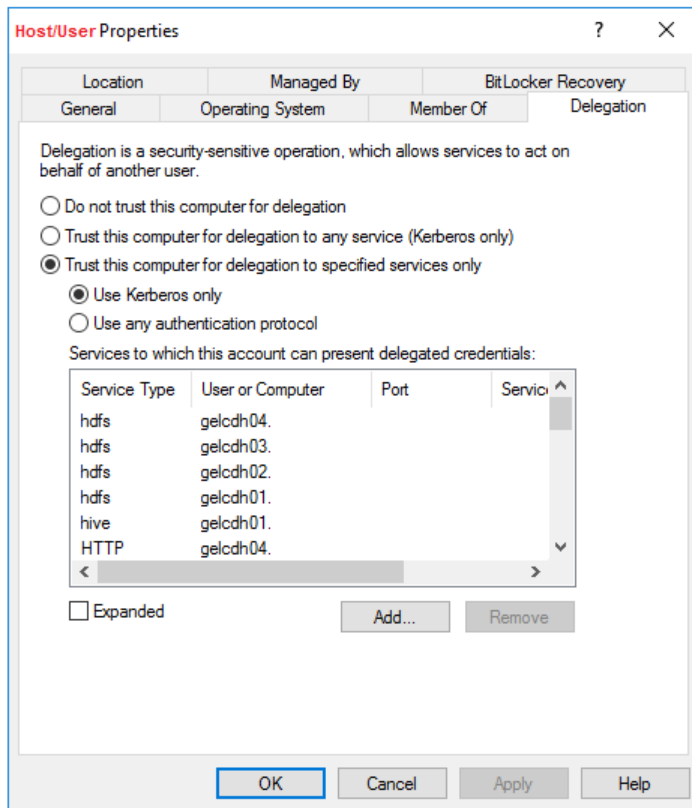 Host/User Properties ? ×
Location Managed By BitLocker Recovery
General Operating System Member Of Delegation
Delegation is a security-sensitive operation, which allows services to act on
behalf of another user.
Do not trust this computer for delegation
Trust this computer for delegation to any service (Kerberos only)
Trust this computer for delegation to specified services only
Use Kerberos only
Use any authentication protocol
Services to which this account can present delegated credentials:
Service Type User or Computer Port Servic
hdfs gelcdh04.
hdfs gelcdh03.
hdfs gelcdh02.
hdfs gelcdh01.
hive gelcdh01.
HTTP gelcdh04.
Expanded Add... Remove
OK Cancel Apply Help